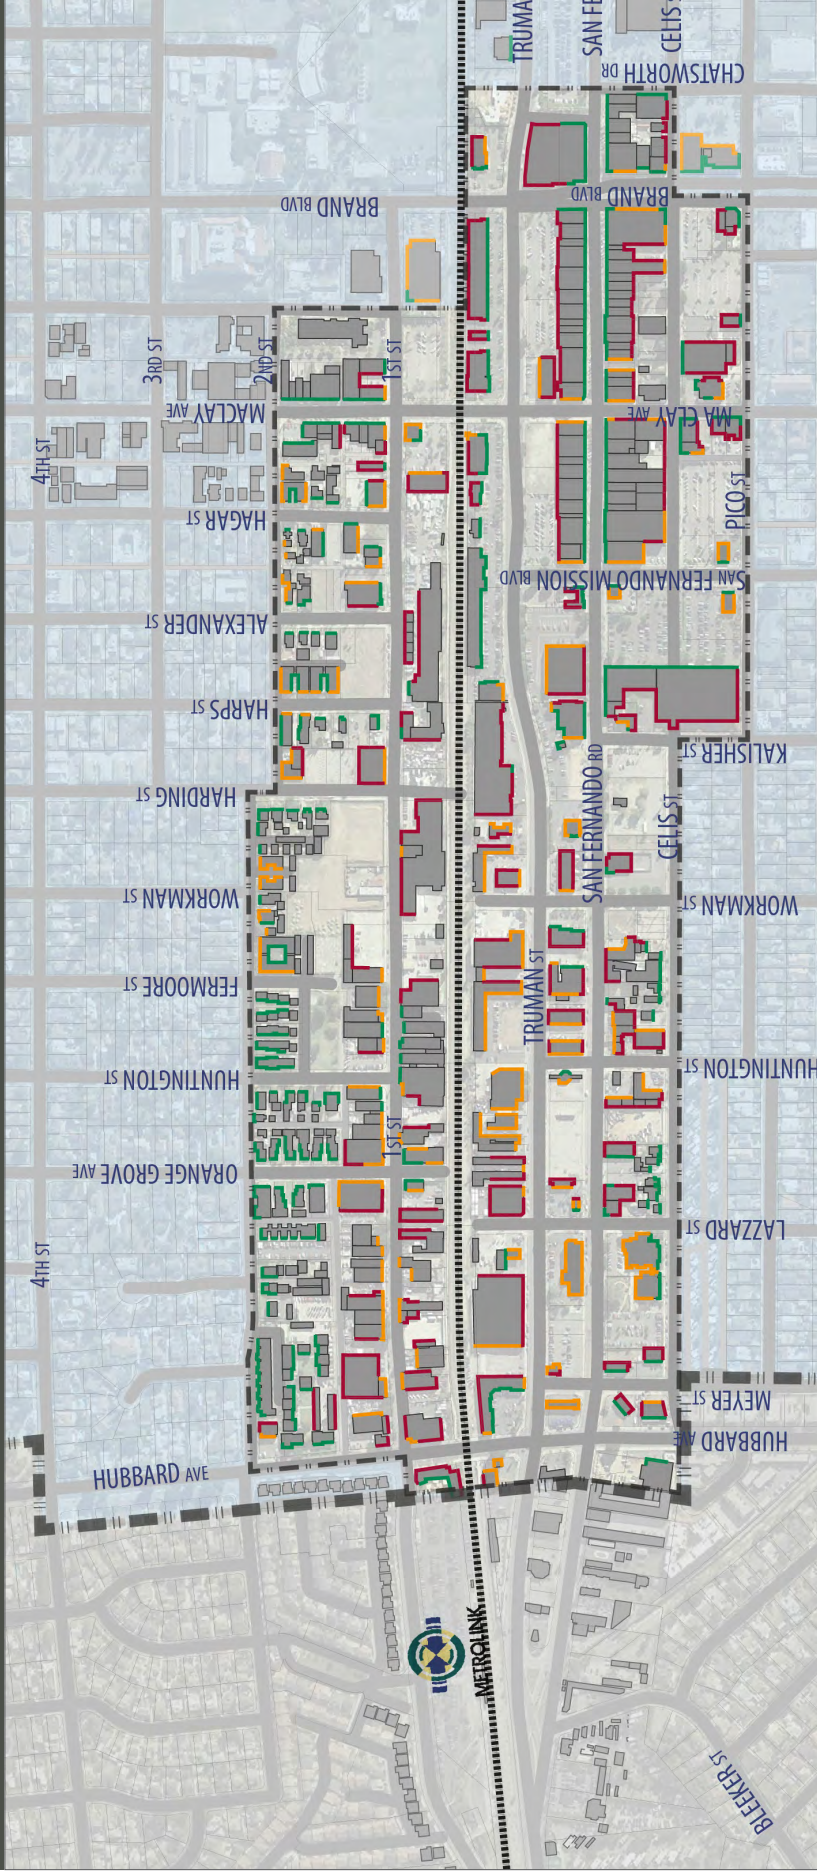 TRUMA
SAN FE
CELIS S
CHATSWORTH DR
BRAND BLVD
BRAND BLVD
3RD ST
2ND ST
1ST ST
MACLAY AVE
MACLAY AVE
4TH ST
HAGAR ST
PICO ST
SAN FERNANDO MISSION BLVD
ALEXANDER ST
HARPS ST
KALISHER ST
HARDING ST
SAN FERNANDO RD
CELIS ST
WORKMAN ST
WORKMAN ST
FERMOORE ST
TRUMAN ST
HUNTINGTON ST
HUNTINGTON ST
1ST ST
ORANGE GROVE AVE
LAZZARD ST
4TH ST
MEYER ST
HUBBARD AVE
HUBBARD AVE
METROLINK
BLEEKER ST